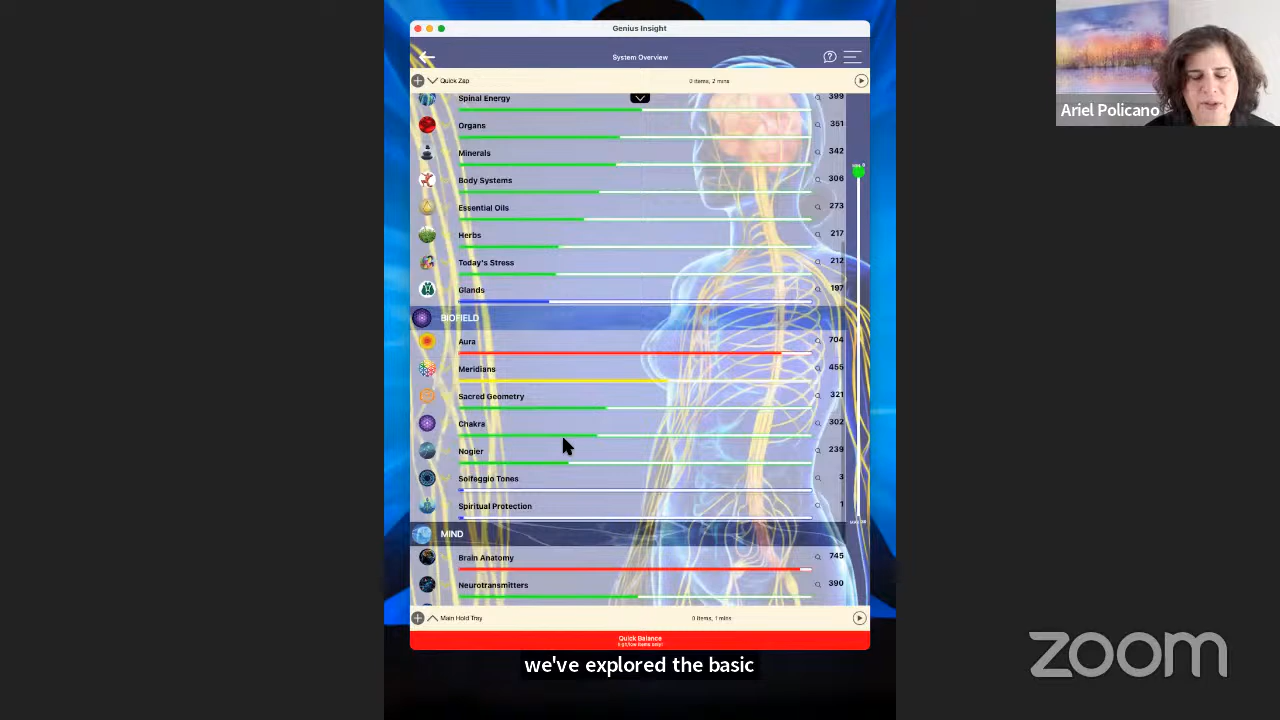 Genius Insight
System Overview
Quick Zap
0 items, 2 mins
Spinal Energy
399
Organs
351
Minerals
342
Body Systems
306
Essential Oils
273
Herbs
217
Today's Stress
212
Glands
197
BIOFIELD
Aura
704
Meridians
455
Sacred Geometry
321
Chakra
302
Nogier
239
Solfeggio Tones
3
Spiritual Protection
1
MIND
Brain Anatomy
745
Neurotransmitters
390
Main Hold Tray
0 items, 1 mins
Quick Balance
we've explored the basic
Ariel Policano
zoom